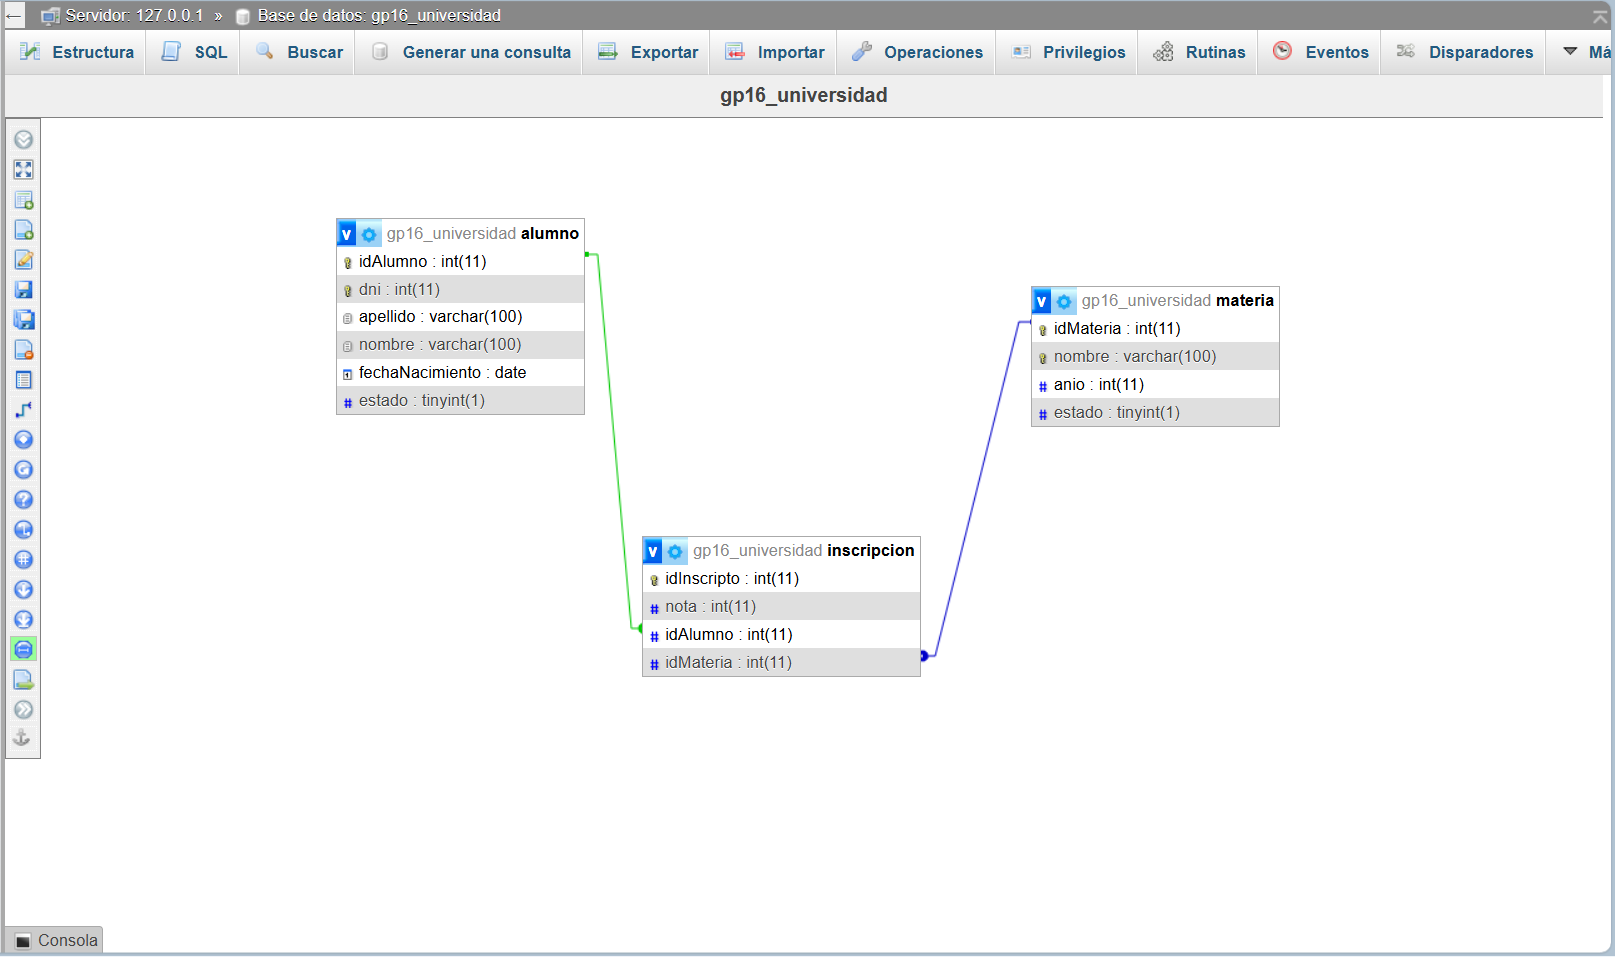 Servidor: 127.0.0.1 » Base de datos: gp16_universidad
Estructura SQL Buscar Generar una consulta Exportar Importar Operaciones Privilegios Rutinas Eventos Disparadores Má
gp16_universidad
v gp16_universidad alumno
idAlumno : int(11)
dni : int(11)
apellido : varchar(100)
nombre : varchar(100)
fechaNacimiento : date
# estado : tinyint(1)
v gp16_universidad materia
idMateria : int(11)
nombre : varchar(100)
# anio : int(11)
# estado : tinyint(1)
v gp16_universidad inscripcion
idInscripto : int(11)
# nota : int(11)
# idAlumno : int(11)
# idMateria : int(11)
Consola